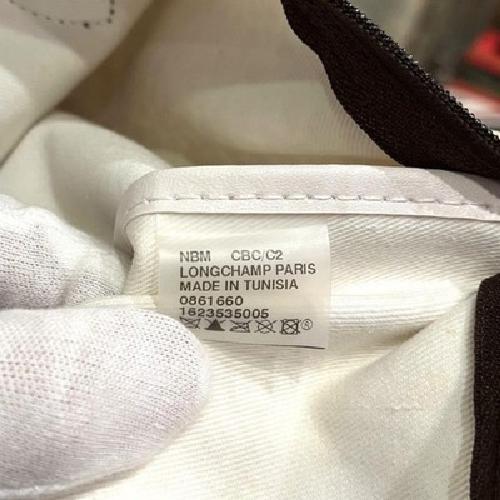 NBM CBC/C2
LONGCHAMP PARIS
MADE IN TUNISIA
0861660
1623535005